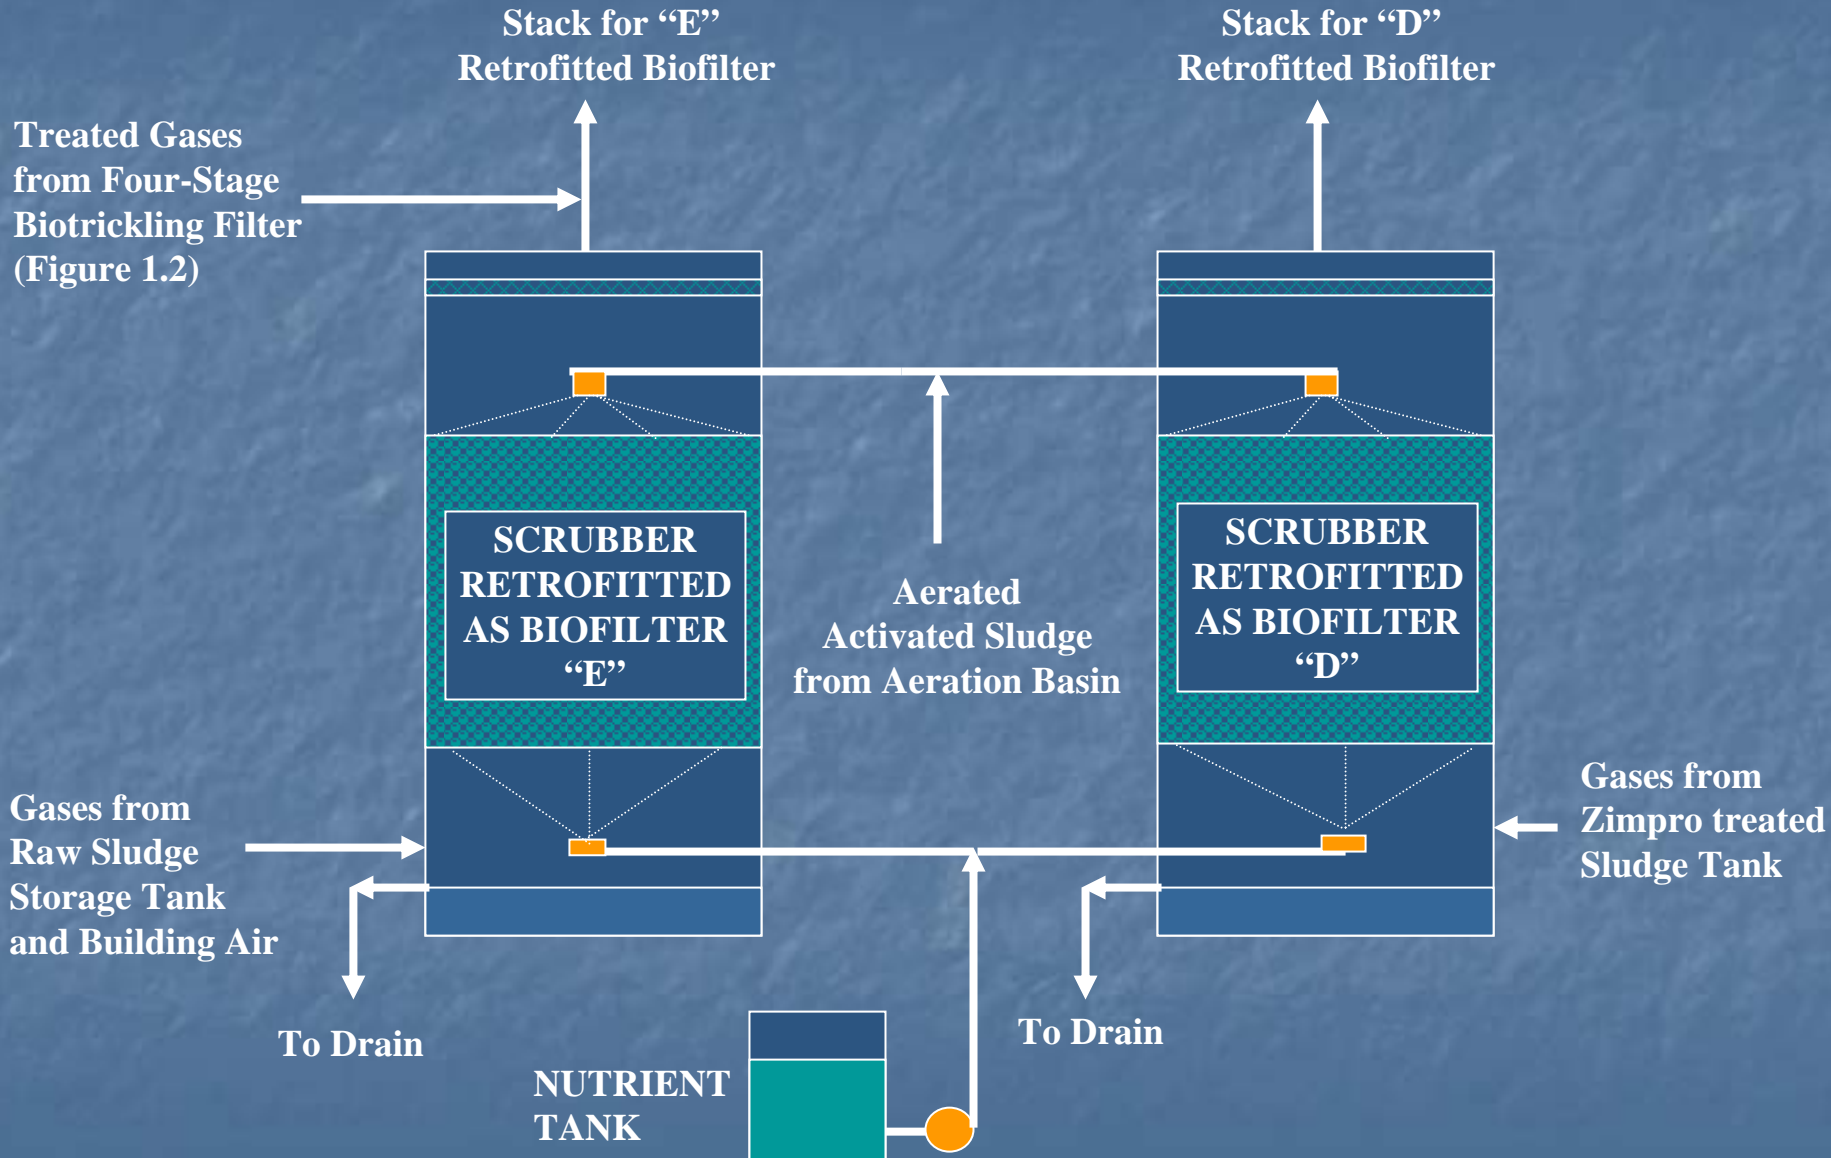 Stack for “E”
Retrofitted Biofilter
Stack for “D”
Retrofitted Biofilter
Treated Gases
from Four-Stage
Biotrickling Filter
(Figure 1.2)
SCRUBBER
RETROFITTED
AS BIOFILTER
“E”
Aerated
Activated Sludge
from Aeration Basin
SCRUBBER
RETROFITTED
AS BIOFILTER
“D”
Gases from
Raw Sludge
Storage Tank
and Building Air
Gases from
Zimpro treated
Sludge Tank
To Drain
To Drain
NUTRIENT
TANK